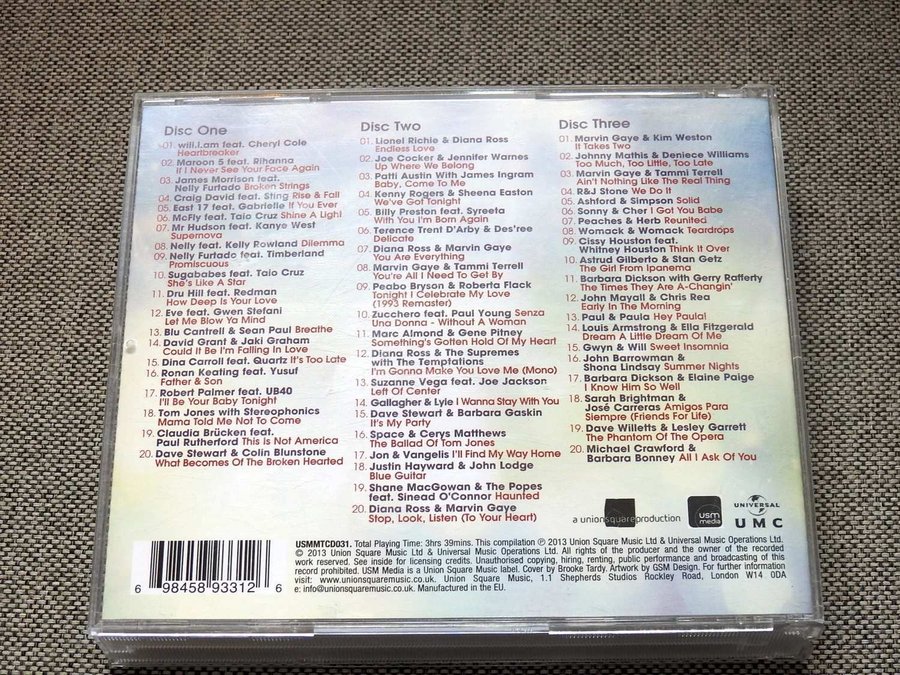 Disc One
01. will.i.am feat. Cheryl Cole
Heartbreaker
02. Maroon 5 feat. Rihanna
If I Never See Your Face Again
03. James Morrison feat.
Nelly Furtado Broken Strings
04. Craig David feat. Sting Rise & Fall
05. East 17 feat. Gabrielle If You Ever
06. McFly feat. Taio Cruz Shine A Light
07. Mr Hudson feat. Kanye West
Supernova
08. Nelly feat. Kelly Rowland Dilemma
09. Nelly Furtado feat. Timberland
Promiscuous
10. Sugababes feat. Taio Cruz
She's Like A Star
11. Dru Hill feat. Redman
How Deep Is Your Love
12. Eve feat. Gwen Stefani
Let Me Blow Ya Mind
13. Blu Cantrell & Sean Paul Breathe
14. David Grant & Jaki Graham
Could It Be I'm Falling In Love
15. Dina Carroll feat. Quartz It's Too Late
16. Ronan Keating feat. Yusuf
Father & Son
17. Robert Palmer feat. UB40
I'll Be Your Baby Tonight
18. Tom Jones with Stereophonics
Mama Told Me Not To Come
19. Claudia Brücken feat.
Paul Rutherford This Is Not America
20. Dave Stewart & Colin Blunstone
What Becomes Of The Broken Hearted
Disc Two
01. Lionel Richie & Diana Ross
Endless Love
02. Joe Cocker & Jennifer Warnes
Up Where We Belong
03. Patti Austin With James Ingram
Baby, Come To Me
04. Kenny Rogers & Sheena Easton
We've Got Tonight
05. Billy Preston & Syreeta
With You I'm Born Again
06. Terence Trent D'Arby & Des'ree
Delicate
07. Diana Ross & Marvin Gaye
You Are Everything
08. Marvin Gaye & Tammi Terrell
You're All I Need To Get By
09. Peabo Bryson & Roberta Flack
Tonight I Celebrate My Love
(1993 Remaster)
10. Zucchero feat. Paul Young Senza
Una Donna - Without A Woman
11. Marc Almond & Gene Pitney
Something's Gotten Hold Of My Heart
12. Diana Ross & The Supremes
with The Temptations
I'm Gonna Make You Love Me (Mono)
13. Suzanne Vega feat. Joe Jackson
Left Of Center
14. Gallagher & Lyle I Wanna Stay With You
15. Dave Stewart & Barbara Gaskin
It's My Party
16. Space & Cerys Matthews
The Ballad Of Tom Jones
17. Jon & Vangelis I'll Find My Way Home
18. Justin Hayward & John Lodge
Blue Guitar
19. Shane MacGowan & The Popes
feat. Sinead O'Connor Haunted
20. Diana Ross & Marvin Gaye
Stop, Look, Listen (To Your Heart)
Disc Three
01. Marvin Gaye & Kim Weston
It Takes Two
02. Johnny Mathis & Deniece Williams
Too Much, Too Little, Too Late
03. Marvin Gaye & Tammi Terrell
Ain't Nothing Like The Real Thing
04. R&J Stone We Do It
05. Ashford & Simpson Solid
06. Sonny & Cher I Got You Babe
07. Peaches & Herb Reunited
08. Womack & Womack Teardrops
09. Cissy Houston feat.
Whitney Houston Think It Over
10. Astrud Gilberto & Stan Getz
The Girl From Ipanema
11. Barbara Dickson with Gerry Rafferty
The Times They Are A-Changin'
12. John Mayall & Chris Rea
Early In The Morning
13. Paul & Paula Hey Paula!
14. Louis Armstrong & Ella Fitzgerald
Dream A Little Dream Of Me
15. Gwyn & Will Sweet Insomnia
16. John Barrowman &
Shona Lindsay Summer Nights
17. Barbara Dickson & Elaine Paige
I Know Him So Well
18. Sarah Brightman &
José Carreras Amigos Para
Siempre (Friends For Life)
19. Dave Willetts & Lesley Garrett
The Phantom Of The Opera
20. Michael Crawford &
Barbara Bonney All I Ask Of You
a unionsquareproduction
usm
media
UNIVERSAL
UMC
6 98458 93312 6
USMMTCD031. Total Playing Time: 3hrs 39mins. This compilation ℗ 2013 Union Square Music Ltd & Universal Music Operations Ltd.
© 2013 Union Square Music Ltd & Universal Music Operations Ltd. All rights of the producer and the owner of the recorded
work reserved. See inside for licensing credits. Unauthorised copying, hiring, renting, public performance and broadcasting of this
record prohibited. USM Media is a Union Square Music label. Cover by Brooke Tardy. Artwork by GSM Design. For further information
visit: www.unionsquaremusic.co.uk. Union Square Music, 1.1 Shepherds Studios Rockley Road, London W14 0DA
e: info@unionsquaremusic.co.uk. Manufactured in the EU.